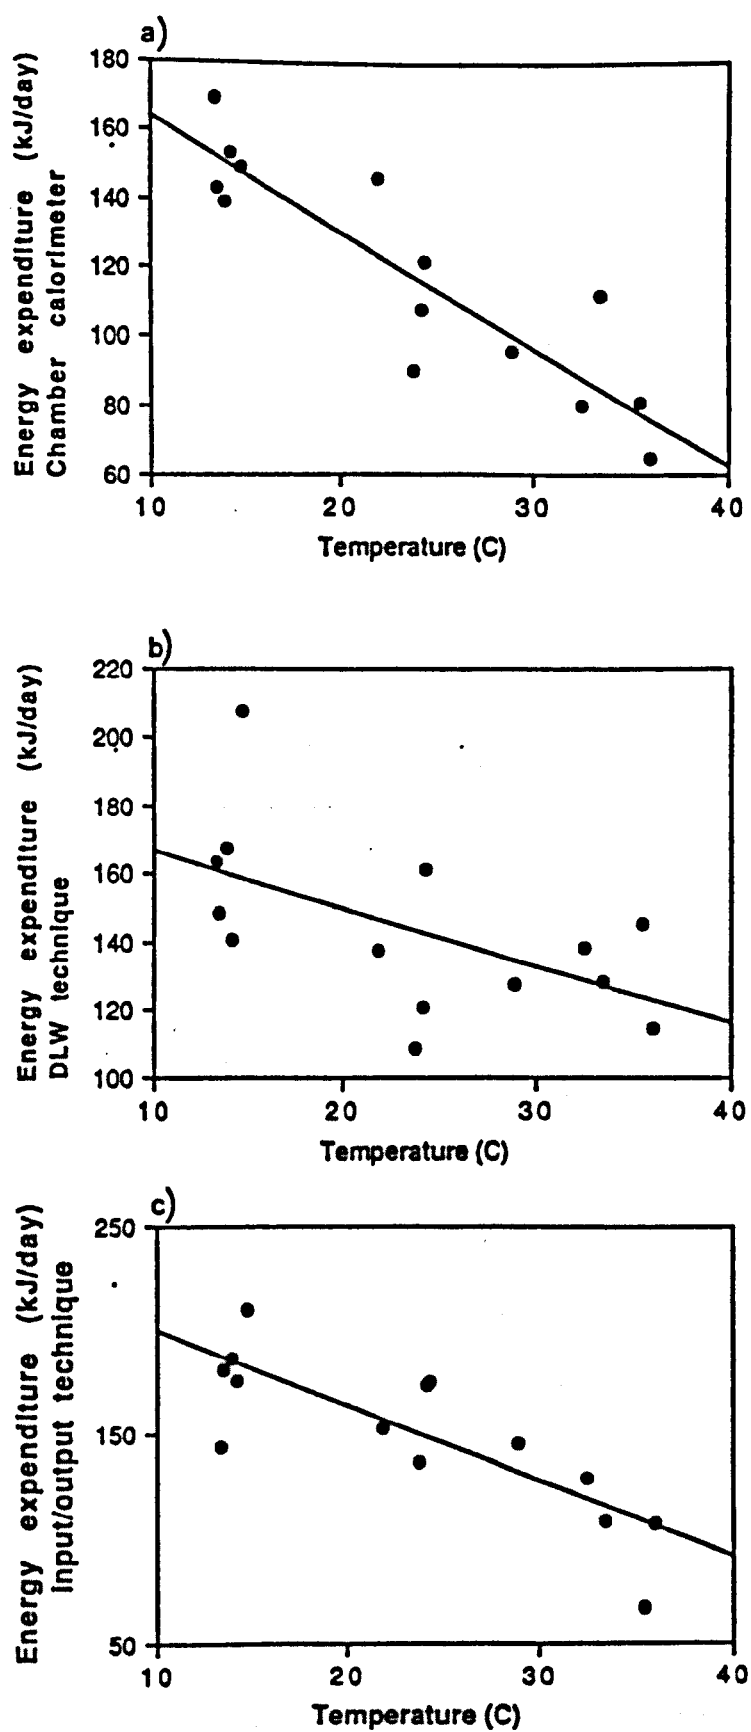 a)
Energy expenditure (kJ/day)
Chamber calorimeter
180
160
140
120
100
80
60
10 20 30 40
Temperature (C)
b)
Energy expenditure (kJ/day)
DLW technique
220
200
180
160
140
120
100
10 20 30 40
Temperature (C)
c)
Energy expenditure (kJ/day)
Input/output technique
250
150
50
10 20 30 40
Temperature (C)